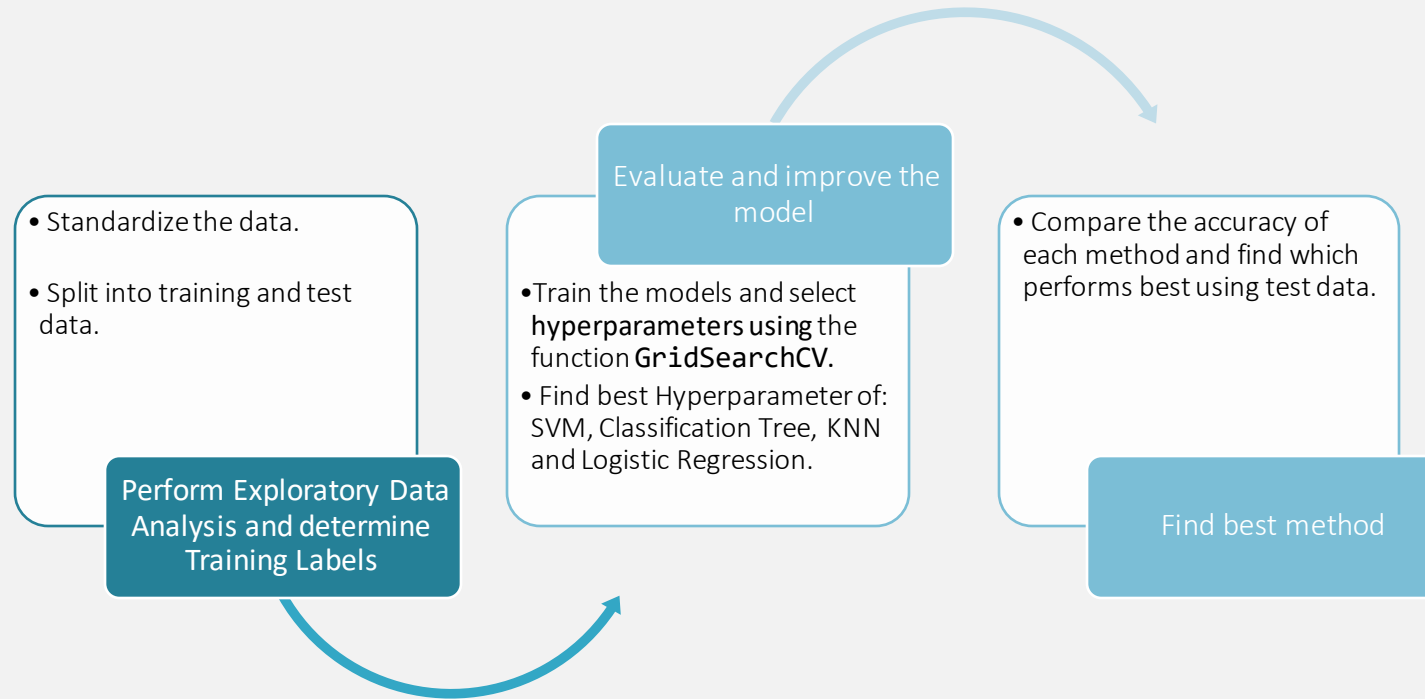 • Standardize the data.
• Split into training and test
data.
Perform Exploratory Data
Analysis and determine
Training Labels
Evaluate and improve the
model
•Train the models and select
hyperparameters using the
function GridSearchCV.
• Find best Hyperparameter of:
SVM, Classification Tree, KNN
and Logistic Regression.
• Compare the accuracy of
each method and find which
performs best using test data.
Find best method